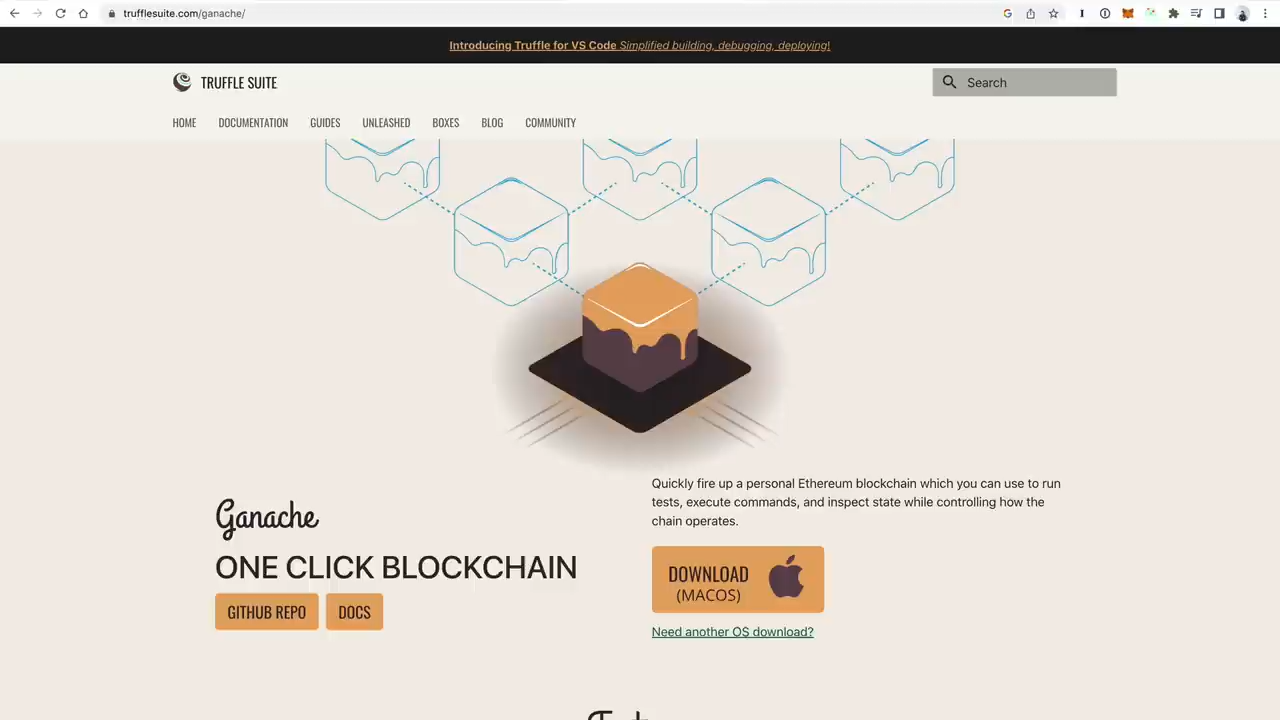 trufflesuite.com/ganache/
Introducing Truffle for VS Code Simplified building, debugging, deploying!
TRUFFLE SUITE
Search
HOME DOCUMENTATION GUIDES UNLEASHED BOXES BLOG COMMUNITY
Ganache
ONE CLICK BLOCKCHAIN
GITHUB REPO DOCS
Quickly fire up a personal Ethereum blockchain which you can use to run
tests, execute commands, and inspect state while controlling how the
chain operates.
DOWNLOAD
(MACOS)
Need another OS download?